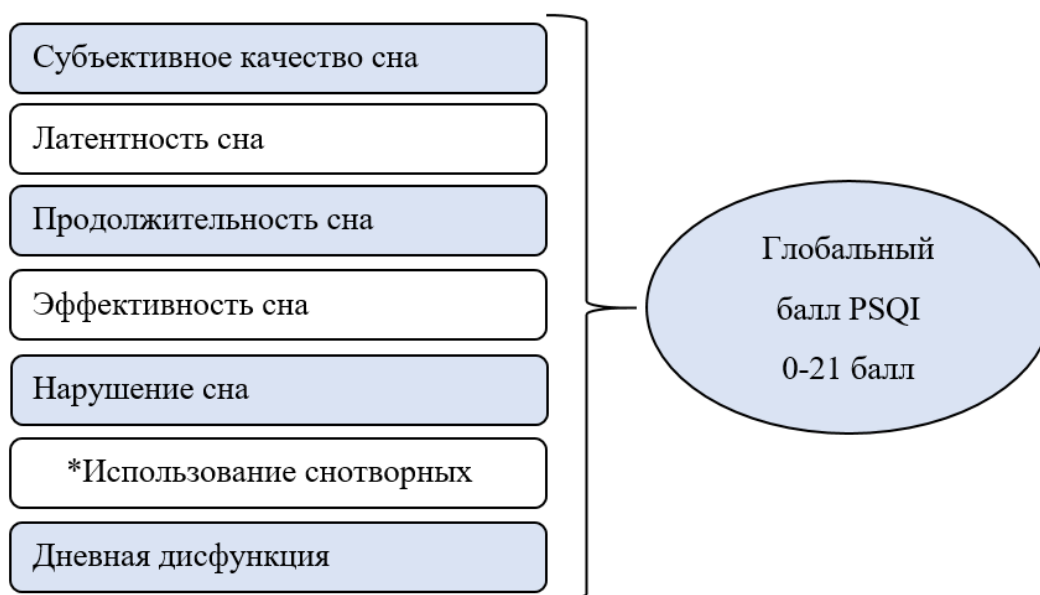 Субъективное качество сна
Латентность сна
Продолжительность сна
Эффективность сна
Нарушение сна
*Использование снотворных
Дневная дисфункция
Глобальный
балл PSQI
0-21 балл